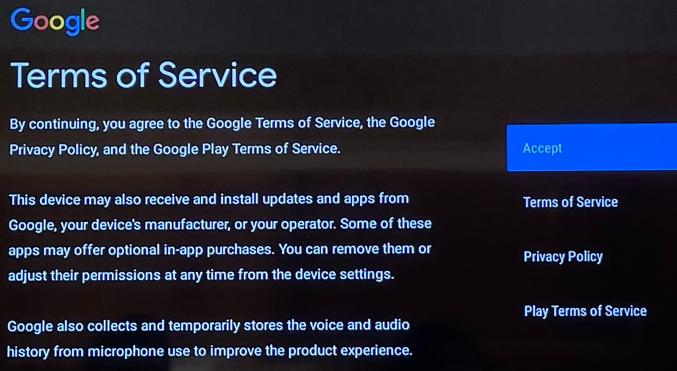 Google
Terms of Service
By continuing, you agree to the Google Terms of Service, the Google
Privacy Policy, and the Google Play Terms of Service.
This device may also receive and install updates and apps from
Google, your device's manufacturer, or your operator. Some of these
apps may offer optional in-app purchases. You can remove them or
adjust their permissions at any time from the device settings.
Google also collects and temporarily stores the voice and audio
history from microphone use to improve the product experience.
Accept
Terms of Service
Privacy Policy
Play Terms of Service